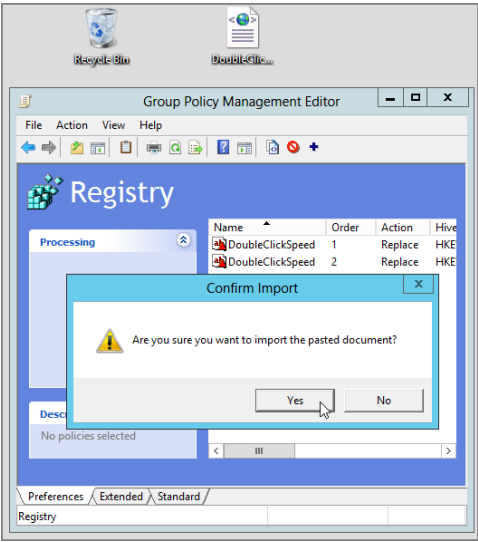 Recycle Bin
DoubleClic...
Group Policy Management Editor
X
File Action View Help
Registry
Processing
Name Order Action Hive
DoubleClickSpeed 1 Replace HKE
DoubleClickSpeed 2 Replace HKE
Confirm Import X
Are you sure you want to import the pasted document?
Yes No
Desc
No policies selected
Preferences Extended Standard
Registry